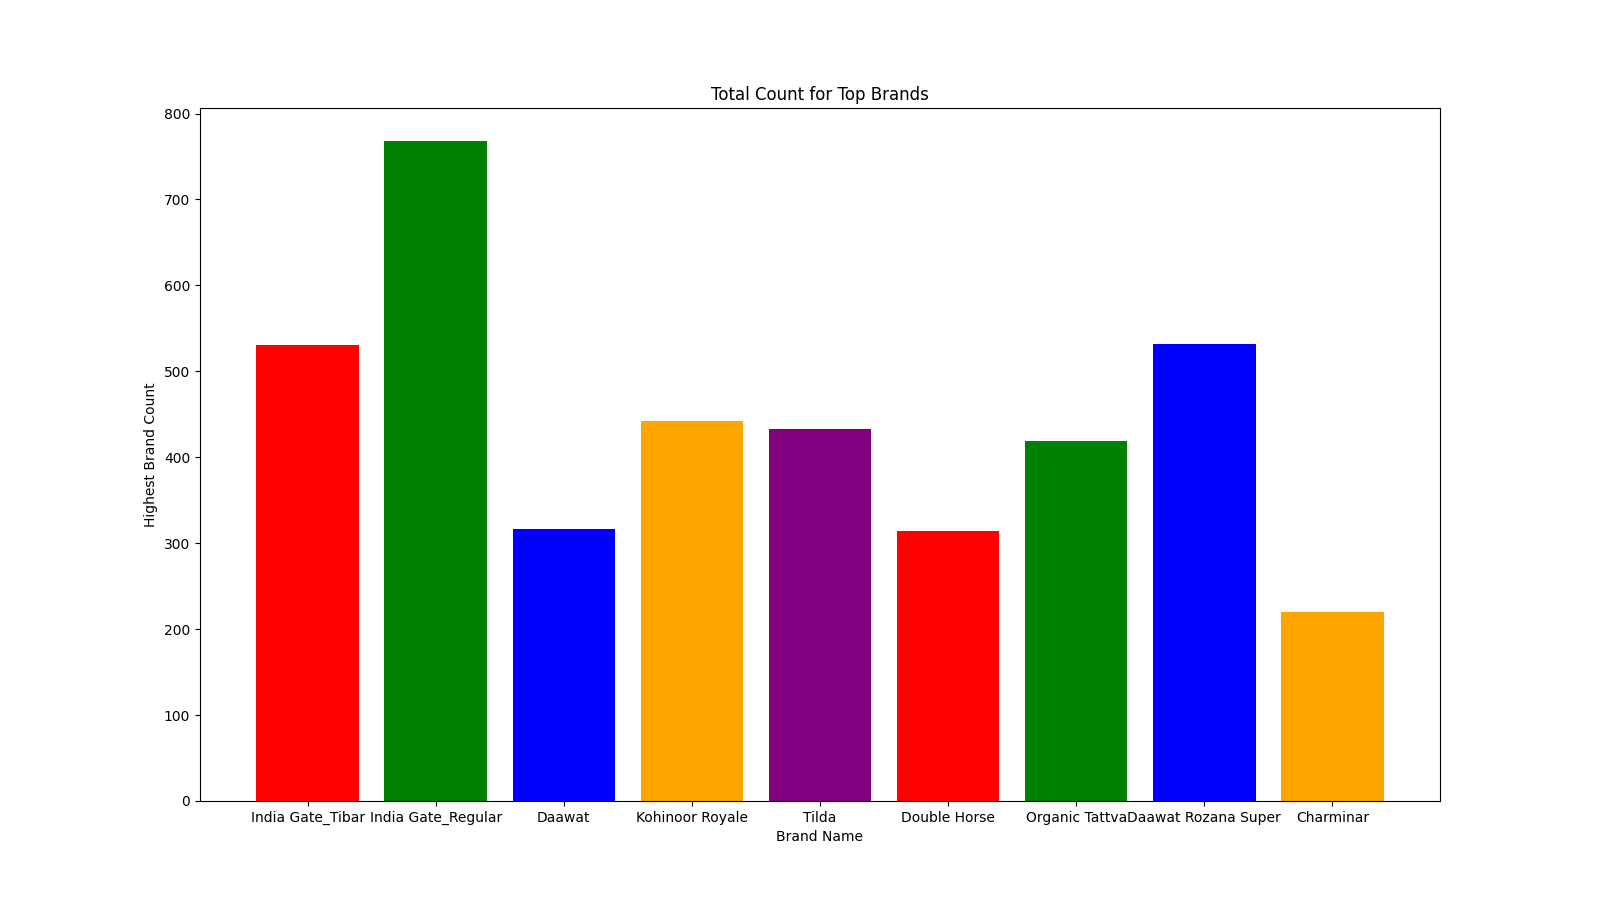 Total Count for Top Brands
Highest Brand Count
800
700
600
500
400
300
200
100
0
India Gate_Tibar India Gate_Regular Daawat Kohinoor Royale Tilda Double Horse Organic Tattva Daawat Rozana Super Charminar
Brand Name